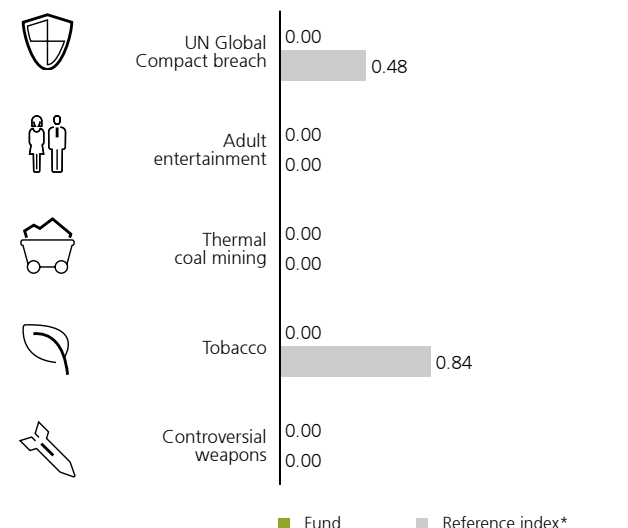 UN Global
Compact breach
0.00
0.48
Adult
entertainment
0.00
0.00
Thermal
coal mining
0.00
0.00
Tobacco
0.00
0.84
Controversial
weapons
0.00
0.00
Fund
Reference index*